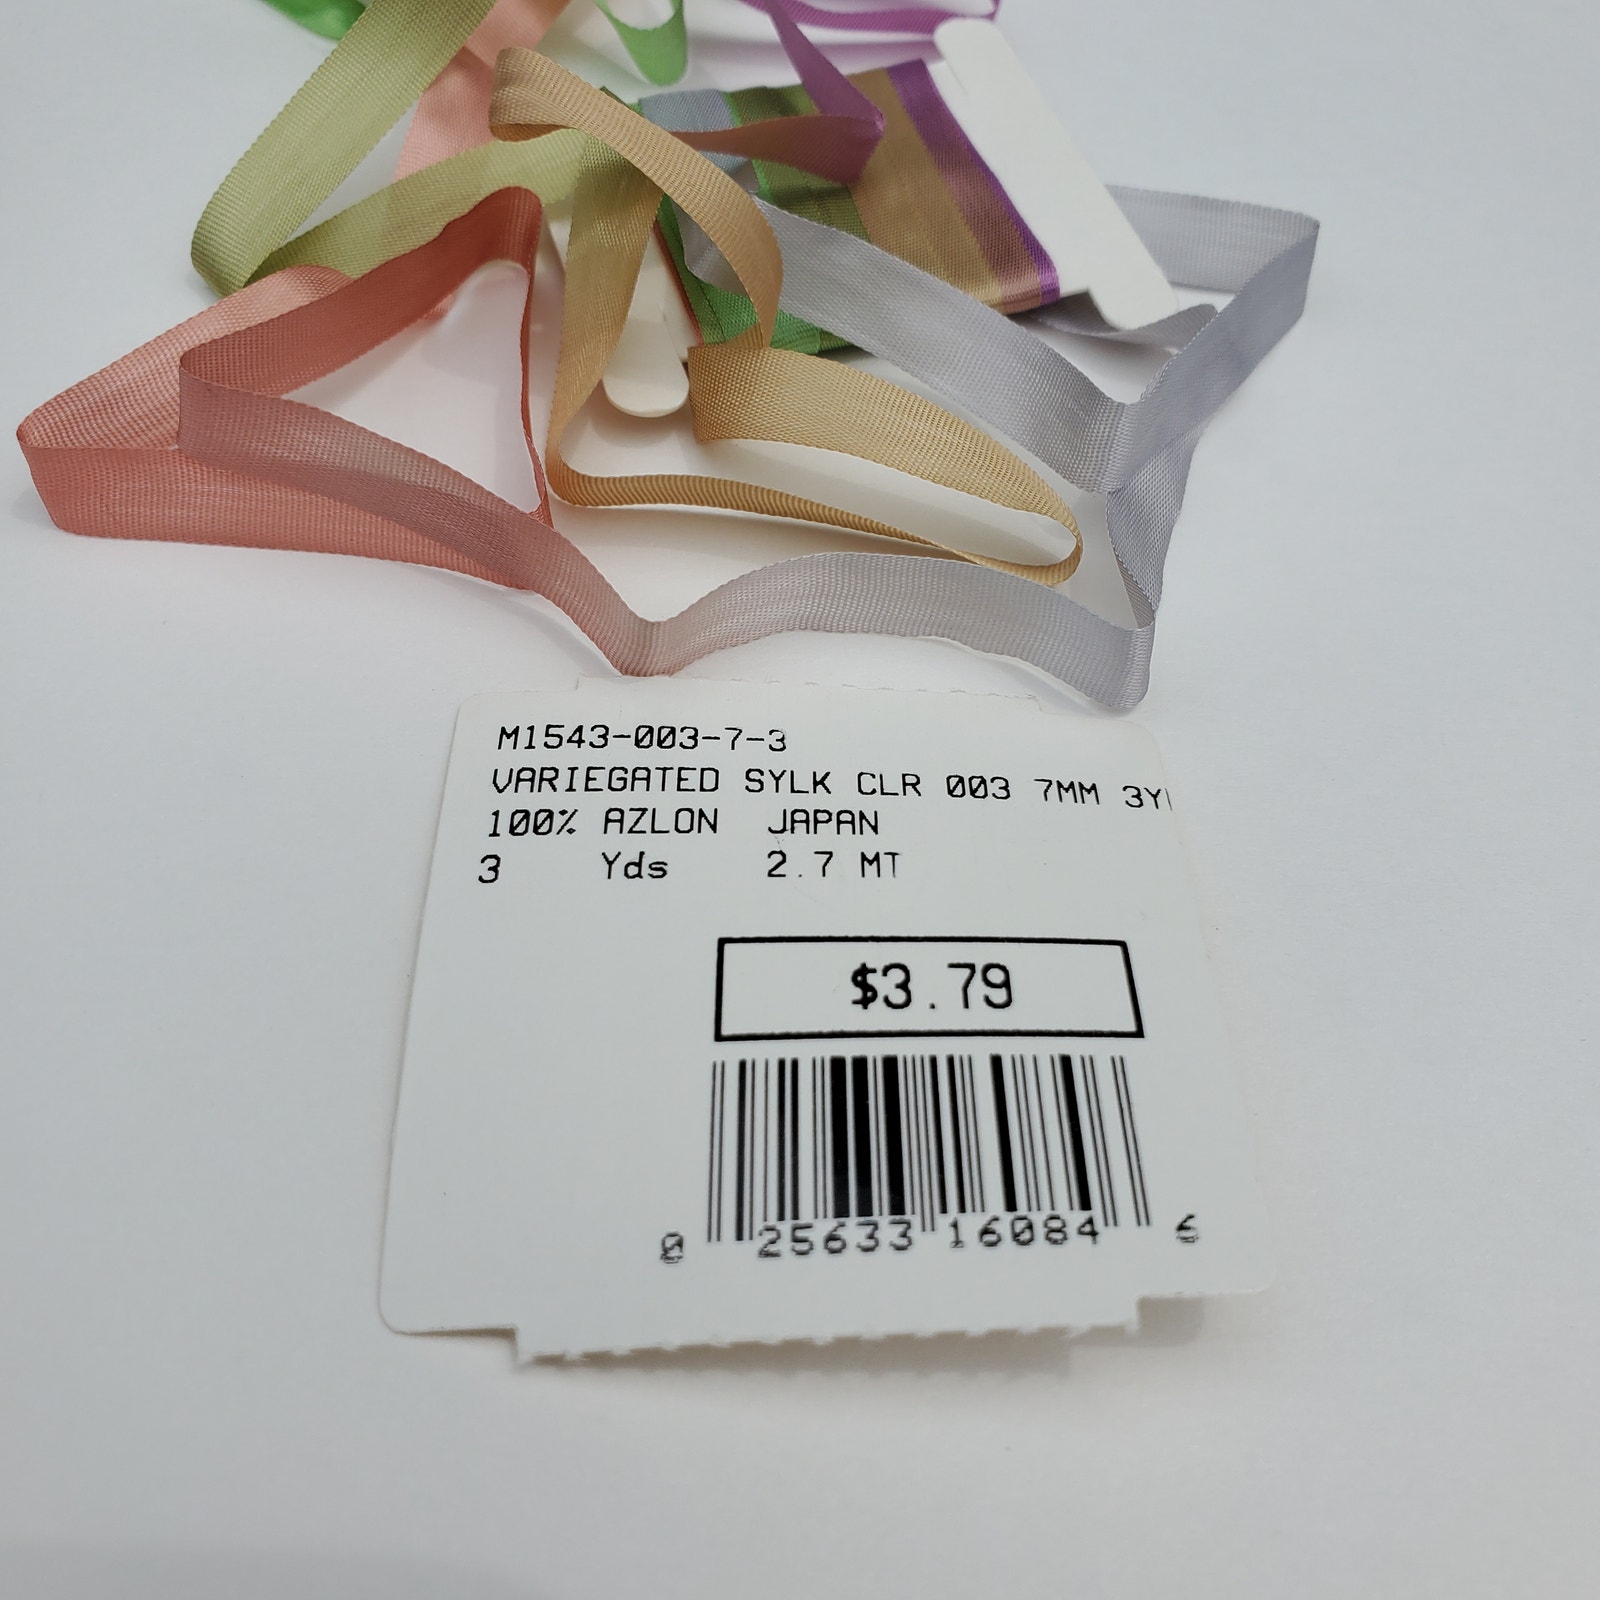 M1543-003-7-3
VARIEGATED SYLK CLR 003 7MM 3Y
100% AZLON JAPAN
3 Yds 2.7 MT
$3.79
0 25633 16084 6